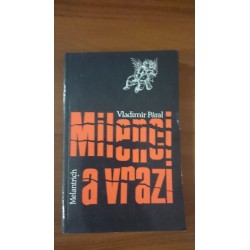 Vladimír Páral
Milenci
a vrazi
Melantrich